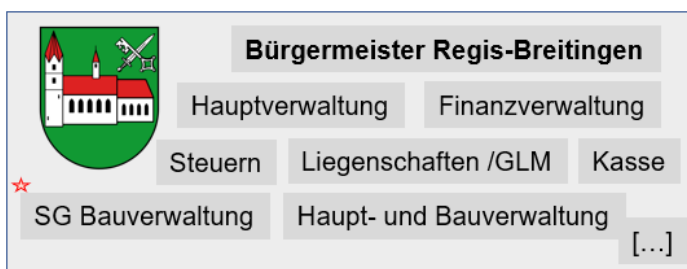 Bürgermeister Regis-Breitingen
Hauptverwaltung Finanzverwaltung
Steuern Liegenschaften /GLM Kasse
SG Bauverwaltung Haupt- und Bauverwaltung
[...]